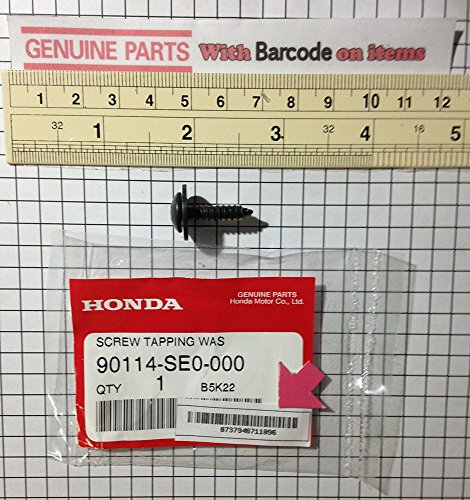 GENUINE PARTS With Barcode on items
1 2 3 4 5 6 7 8 9 10 11 12
32 1 2 3 32 4 16 5
HONDA
GENUINE PARTS
Honda Motor Co., Ltd.
SCREW TAPPING WAS
90114-SE0-000
QTY 1 B5K22
0737946711096